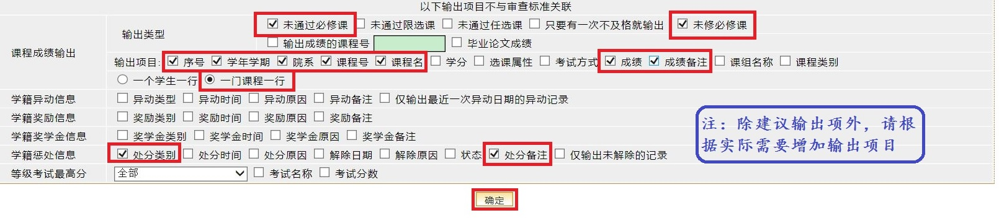 以下输出项目不与审查标准关联
课程成绩输出
输出类型
未通过必修课 未通过限选课 未通过任选课 只要有一次不及格就输出 未修必修课
输出成绩的课程号 毕业论文成绩
输出项目: 序号 学年学期 院系 课程号 课程名 学分 选课属性 考试方式 成绩 成绩备注 课组名称 课程类别
一个学生一行 一门课程一行
学籍异动信息 异动类型 异动时间 异动原因 异动备注 仅输出最近一次异动日期的异动记录
学籍奖励信息 奖励类别 奖励时间 奖励原因 奖励备注
学籍奖学金信息 奖学金类别 奖学金时间 奖学金原因 奖学金备注
学籍惩处信息 处分类别 处分时间 处分原因 解除日期 解除原因 状态 处分备注 仅输出未解除的记录
等级考试最高分 全部 考试名称 考试分数
注：除建议输出项外，请根
据实际需要增加输出项目
确定